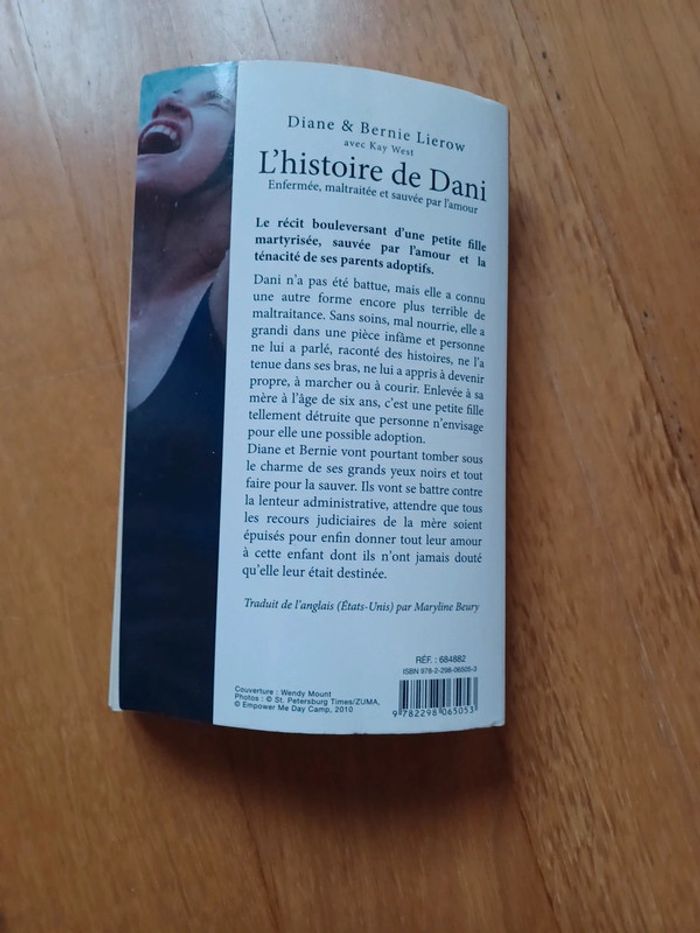 Diane & Bernie Lierow
avec Kay West
L'histoire de Dani
Enfermée, maltraitée et sauvée par l'amour
Le récit bouleversant d'une petite fille
martyrisée, sauvée par l'amour et la
ténacité de ses parents adoptifs.
Dani n'a pas été battue, mais elle a connu
une autre forme encore plus terrible de
maltraitance. Sans soins, mal nourrie, elle a
grandi dans une pièce infâme et personne
ne lui a parlé, raconté des histoires, ne l'a
tenue dans ses bras, ne lui a appris à devenir
propre, à marcher ou à courir. Enlevée à sa
mère à l'âge de six ans, c'est une petite fille
tellement détruite que personne n'envisage
pour elle une possible adoption.
Diane et Bernie vont pourtant tomber sous
le charme de ses grands yeux noirs et tout
faire pour la sauver. Ils vont se battre contre
la lenteur administrative, attendre que tous
les recours judiciaires de la mère soient
épuisés pour enfin donner tout leur amour
à cette enfant dont ils n'ont jamais douté
qu'elle leur était destinée.
Traduit de l'anglais (États-Unis) par Maryline Beury
RÉF. : 684882
ISBN 978-2-298-06505-3
Couverture : Wendy Mount
Photos : © St. Petersburg Times/ZUMA,
© Empower Me Day Camp, 2010
9 782298 065053